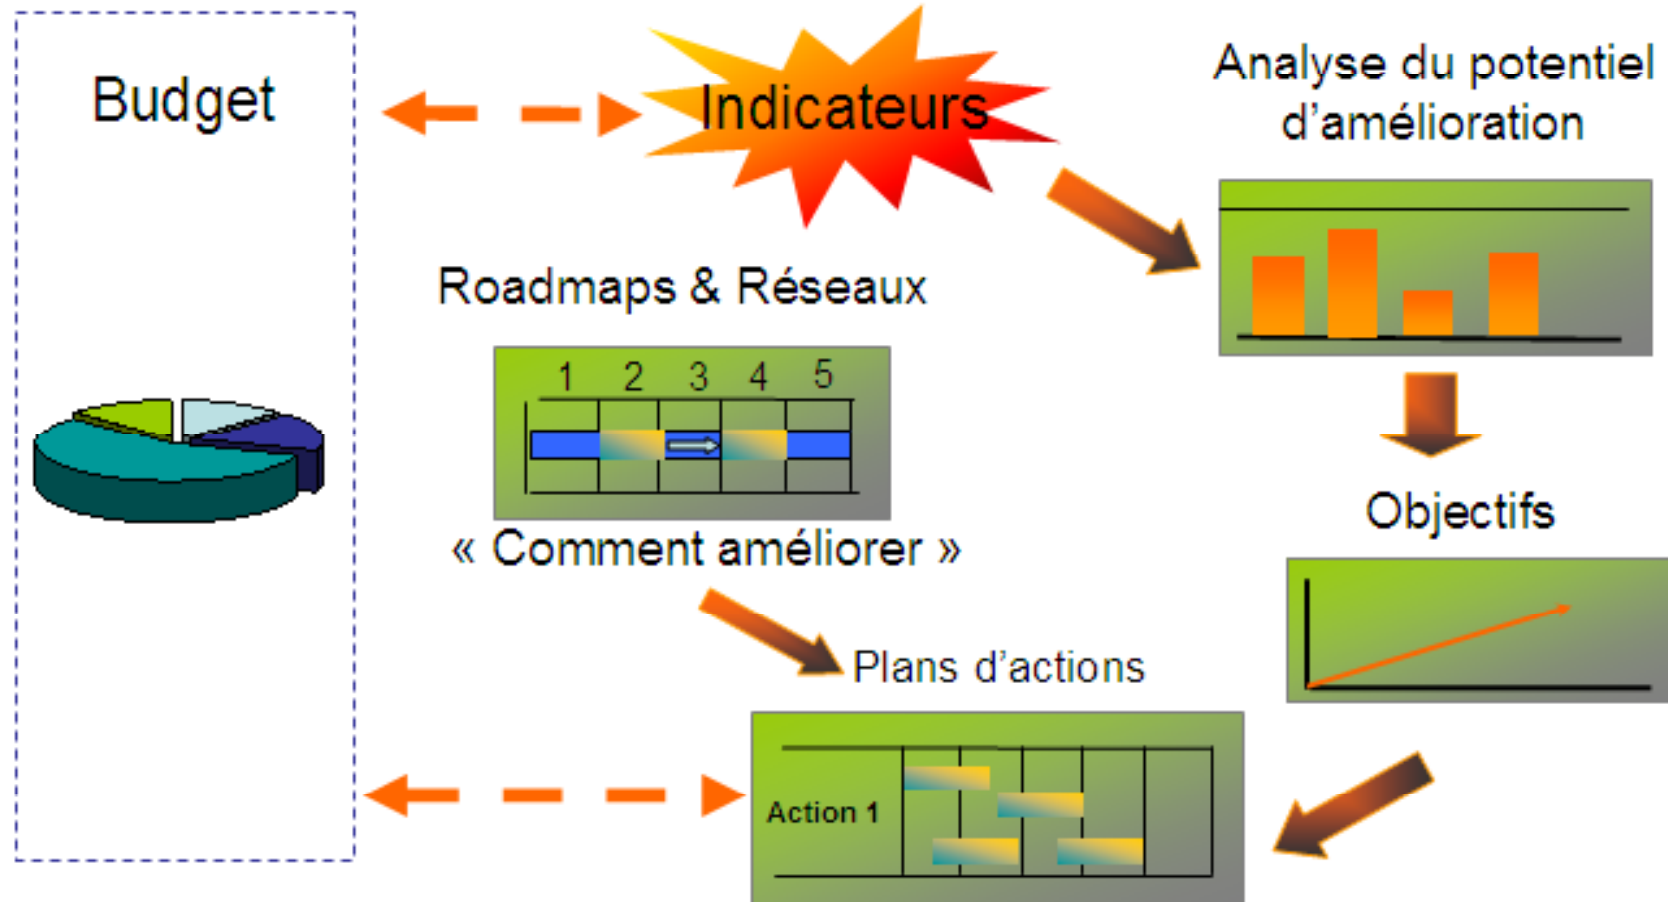 Budget
Indicateurs
Analyse du potentiel
d'amélioration
Roadmaps & Réseaux
1 2 3 4 5
« Comment améliorer »
Objectifs
Plans d'actions
Action 1